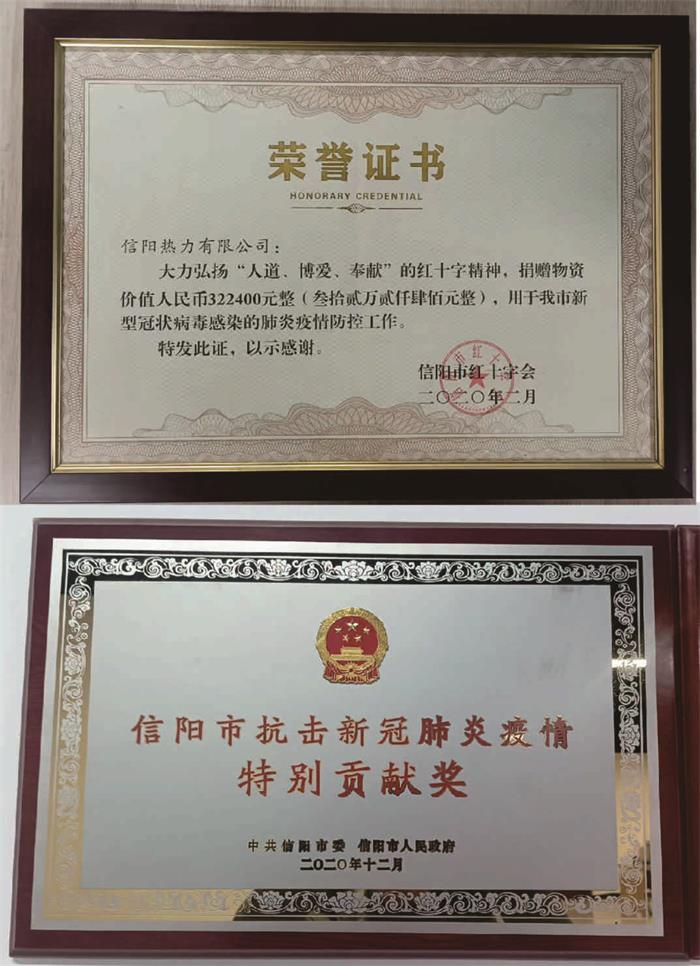 荣誉证书
HONORARY CREDENTIAL
信阳热力有限公司：
大力弘扬“人道、博爱、奉献”的红十字精神，捐赠物资
价值人民币322400元整（叁拾贰万贰仟肆佰元整），用于我市新
型冠状病毒感染的肺炎疫情防控工作。
特发此证，以示感谢。
信阳市红十字会
二〇二〇年二月
信阳市抗击新冠肺炎疫情
特别贡献奖
中共信阳市委 信阳市人民政府
二〇二〇年十二月